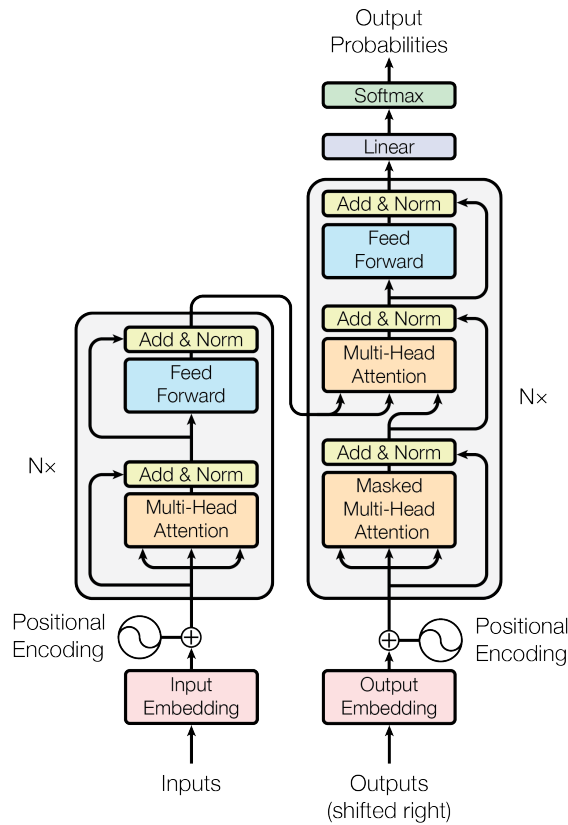 Output
Probabilities
Softmax
Linear
Add & Norm
Feed
Forward
Add & Norm
Multi-Head
Attention
Add & Norm
Masked
Multi-Head
Attention
N×
Add & Norm
Feed
Forward
Add & Norm
Multi-Head
Attention
N×
Positional
Encoding
Positional
Encoding
Input
Embedding
Output
Embedding
Inputs
Outputs
(shifted right)